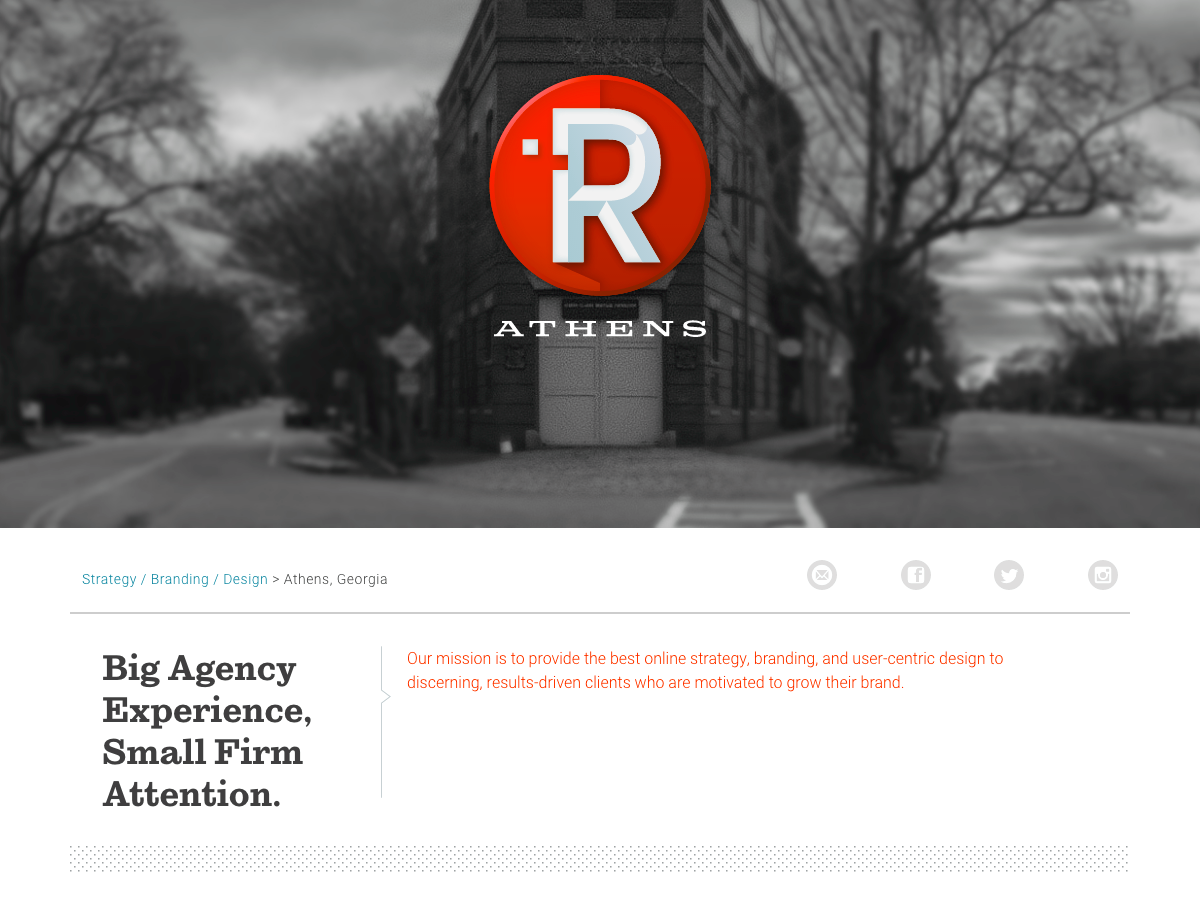 R
ATHENS
Strategy / Branding / Design > Athens, Georgia
Big Agency
Experience,
Small Firm
Attention.
Our mission is to provide the best online strategy, branding, and user-centric design to
discerning, results-driven clients who are motivated to grow their brand.